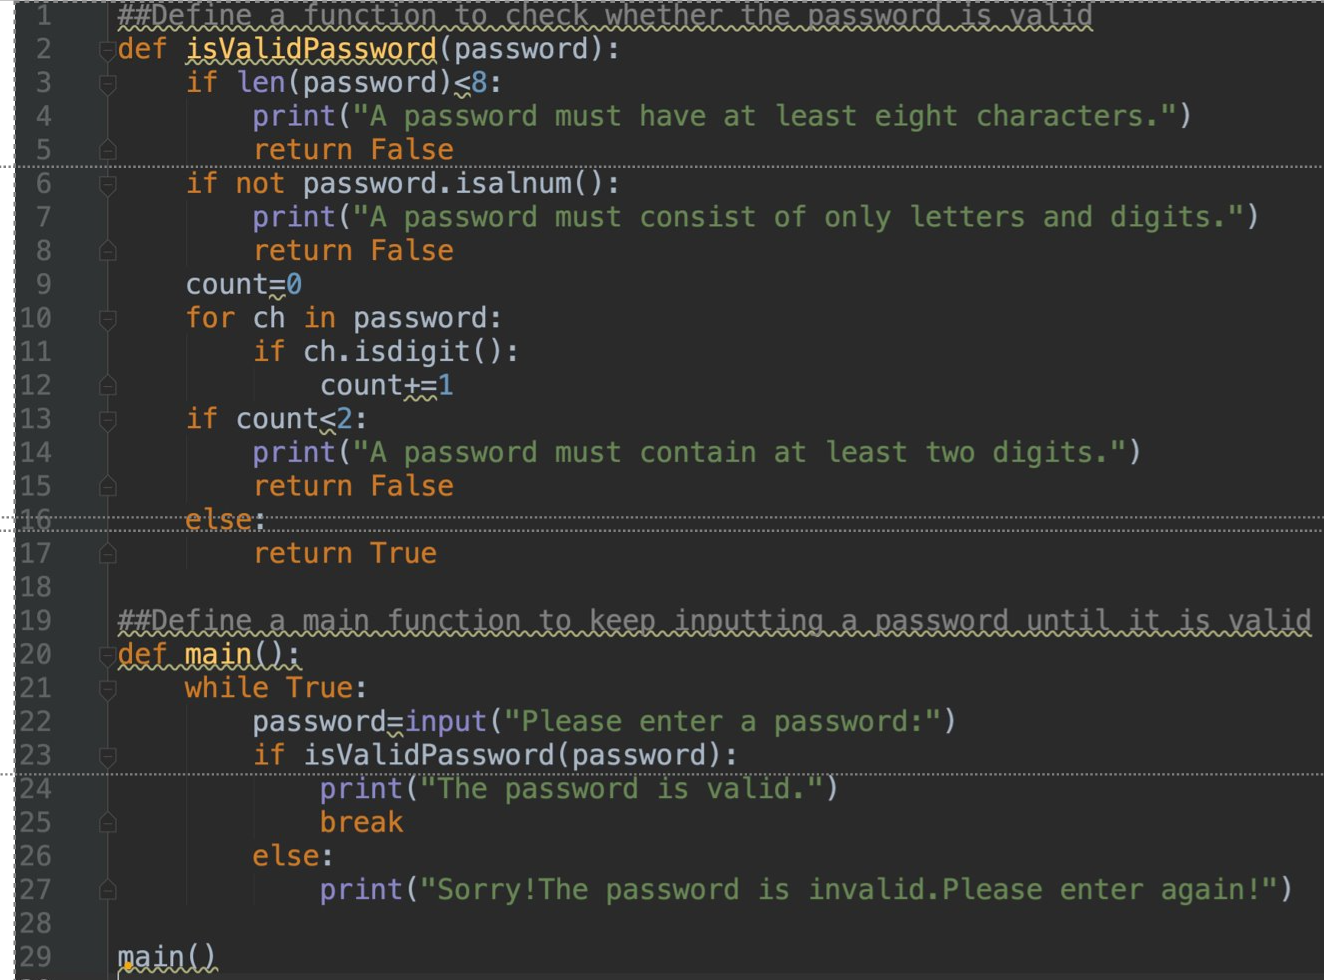 1 ##Define a function to check whether the password is valid
2 def isValidPassword(password):
3     if len(password)<8:
4         print("A password must have at least eight characters.")
5         return False
6     if not password.isalnum():
7         print("A password must consist of only letters and digits.")
8         return False
9     count=0
10     for ch in password:
11         if ch.isdigit():
12             count+=1
13     if count<2:
14         print("A password must contain at least two digits.")
15         return False
16     else:
17         return True
18
19 ##Define a main function to keep inputting a password until it is valid
20 def main():
21     while True:
22         password=input("Please enter a password:")
23         if isValidPassword(password):
24             print("The password is valid.")
25             break
26         else:
27             print("Sorry!The password is invalid.Please enter again!")
28
29 main()